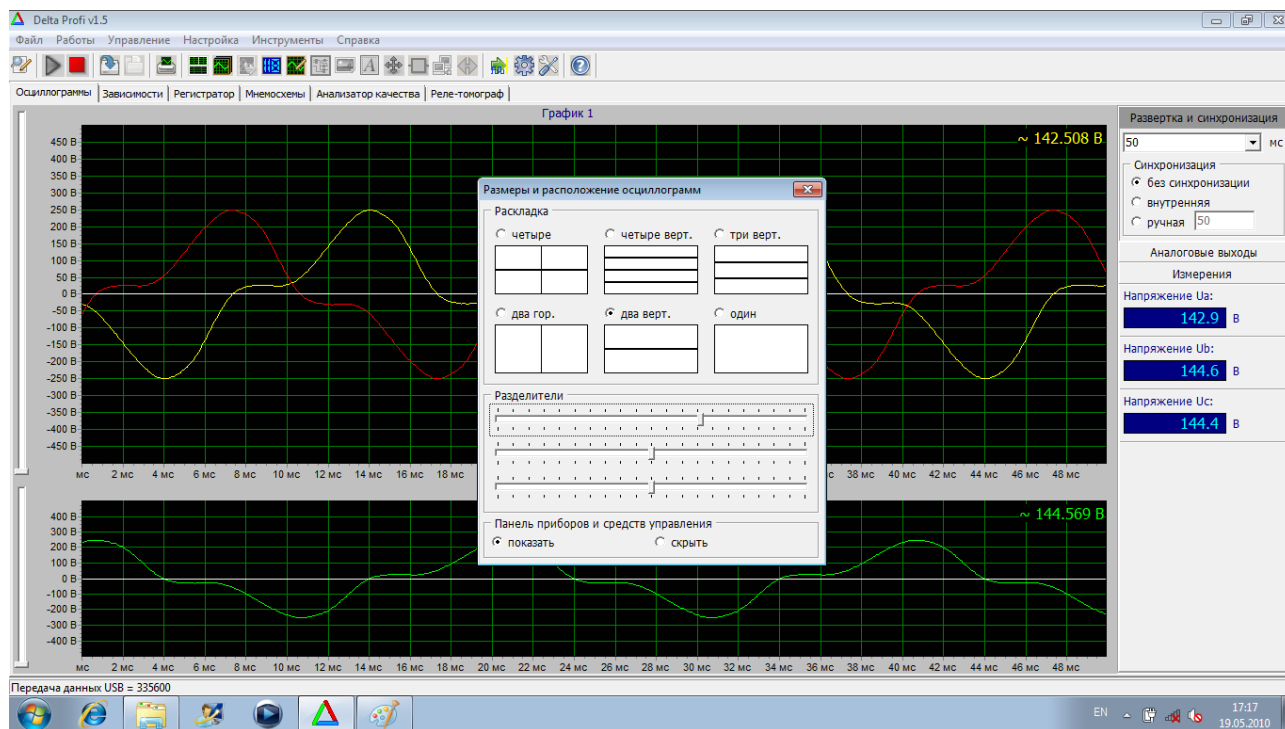 Delta Profi v1.5
Файл Работы Управление Настройка Инструменты Справка
Осциллограммы Зависимости Регистратор Мнемосхемы Анализатор качества Реле-томограф
График 1
~ 142.508 В
450 В
400 В
350 В
300 В
250 В
200 В
150 В
100 В
50 В
0 В
-50 В
-100 В
-150 В
-200 В
-250 В
-300 В
-350 В
-400 В
-450 В
мс 2 мс 4 мс 6 мс 8 мс 10 мс 12 мс 14 мс 16 мс 18 мс 38 мс 40 мс 42 мс 44 мс 46 мс 48 мс
Размеры и расположение осциллограмм
Раскладка
четыре четыре верт. три верт.
два гор. два верт. один
Разделители
Панель приборов и средств управления
показать скрыть
~ 144.569 В
400 В
300 В
200 В
100 В
0 В
-100 В
-200 В
-300 В
-400 В
мс 2 мс 4 мс 6 мс 8 мс 10 мс 12 мс 14 мс 16 мс 18 мс 20 мс 22 мс 24 мс 26 мс 28 мс 30 мс 32 мс 34 мс 36 мс 38 мс 40 мс 42 мс 44 мс 46 мс 48 мс
Развертка и синхронизация
50 мс
Синхронизация
без синхронизации
внутренняя
ручная 50
Аналоговые выходы
Измерения
Напряжение Ua:
142.9 В
Напряжение Ub:
144.6 В
Напряжение Uc:
144.4 В
Передача данных USB = 335600
EN
17:17
19.05.2010